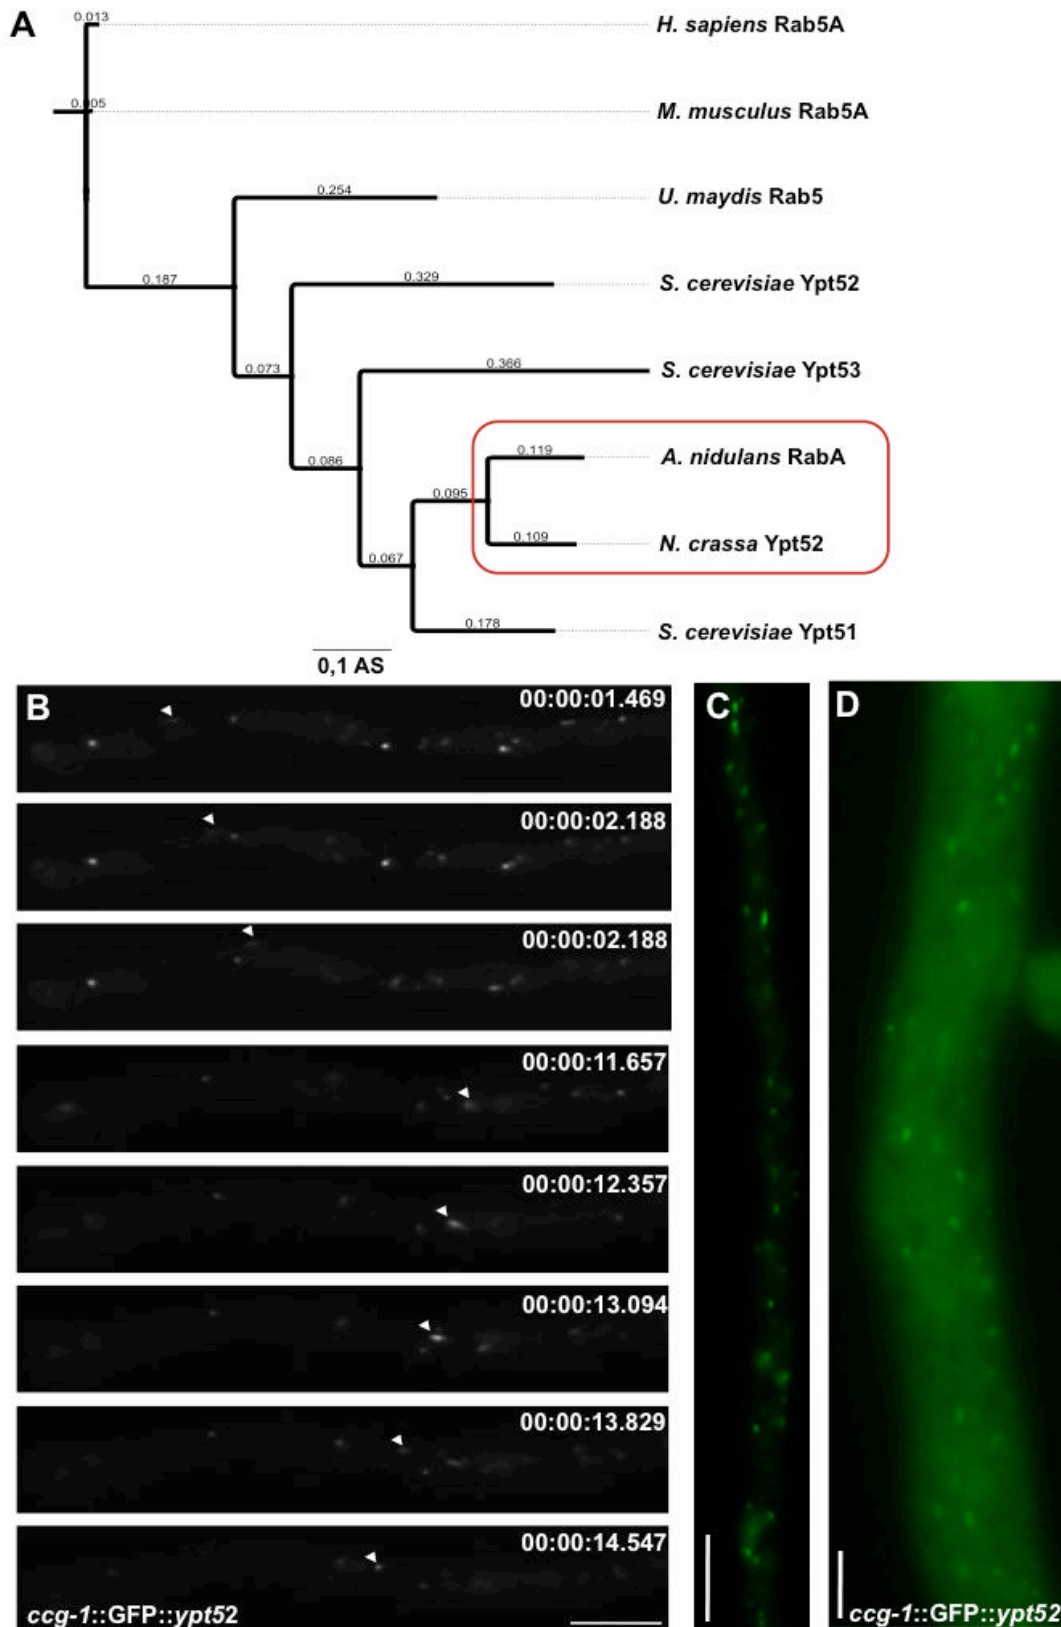 A
0.013
H. sapiens Rab5A
0.005
M. musculus Rab5A
0.254
U. maydis Rab5
0.187
0.329
S. cerevisiae Ypt52
0.073
0.366
S. cerevisiae Ypt53
0.119
A. nidulans RabA
0.086
0.095
0.109
N. crassa Ypt52
0.067
0.178
S. cerevisiae Ypt51
0,1 AS
B
00:00:01.469
00:00:02.188
00:00:02.188
00:00:11.657
00:00:12.357
00:00:13.094
00:00:13.829
00:00:14.547
ccg-1::GFP::ypt52
C
D
ccg-1::GFP::ypt52